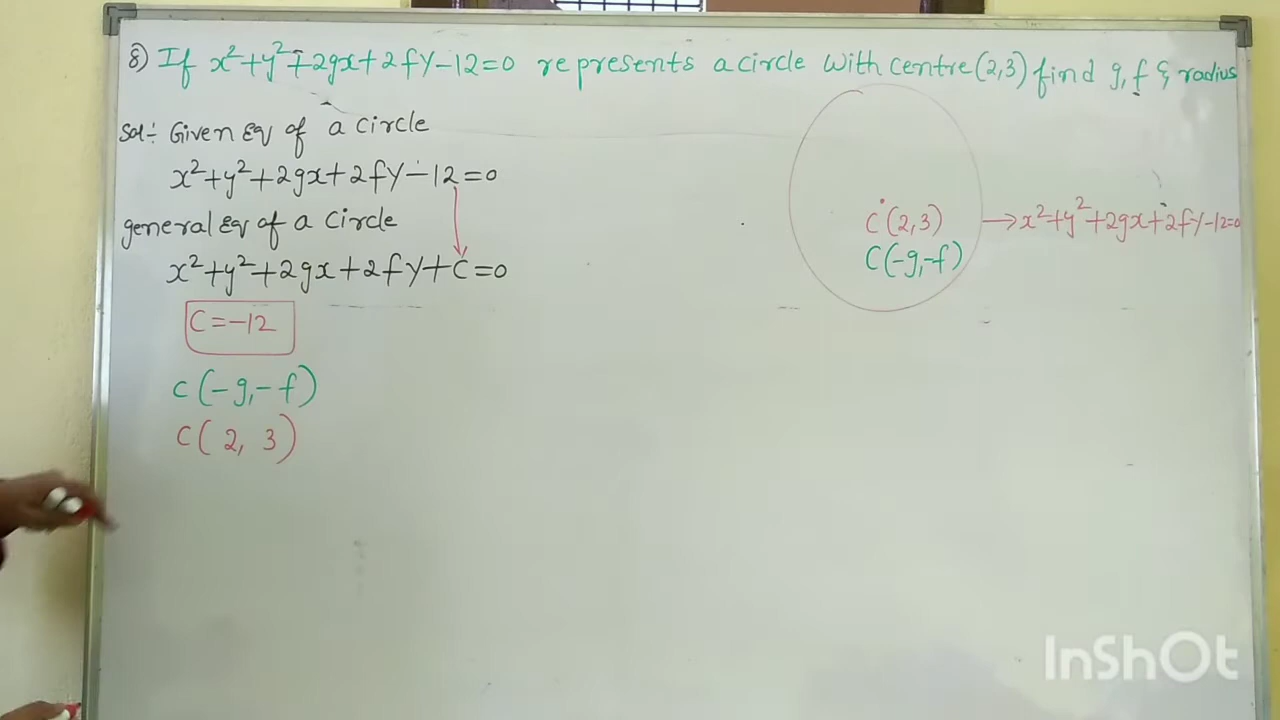 8) If x²+y²+2gx+2fy-12=0 represents a circle with centre(2,3) find g,f & radius
Sol:- Given Eq of a circle
x²+y²+2gx+2fy-12=0
general Eq of a circle
x²+y²+2gx+2fy+c=0
C=-12
C(-g,-f)
C(2, 3)
C(2,3) → x²+y²+2gx+2fy-12=0
C(-g,-f)
InShOt